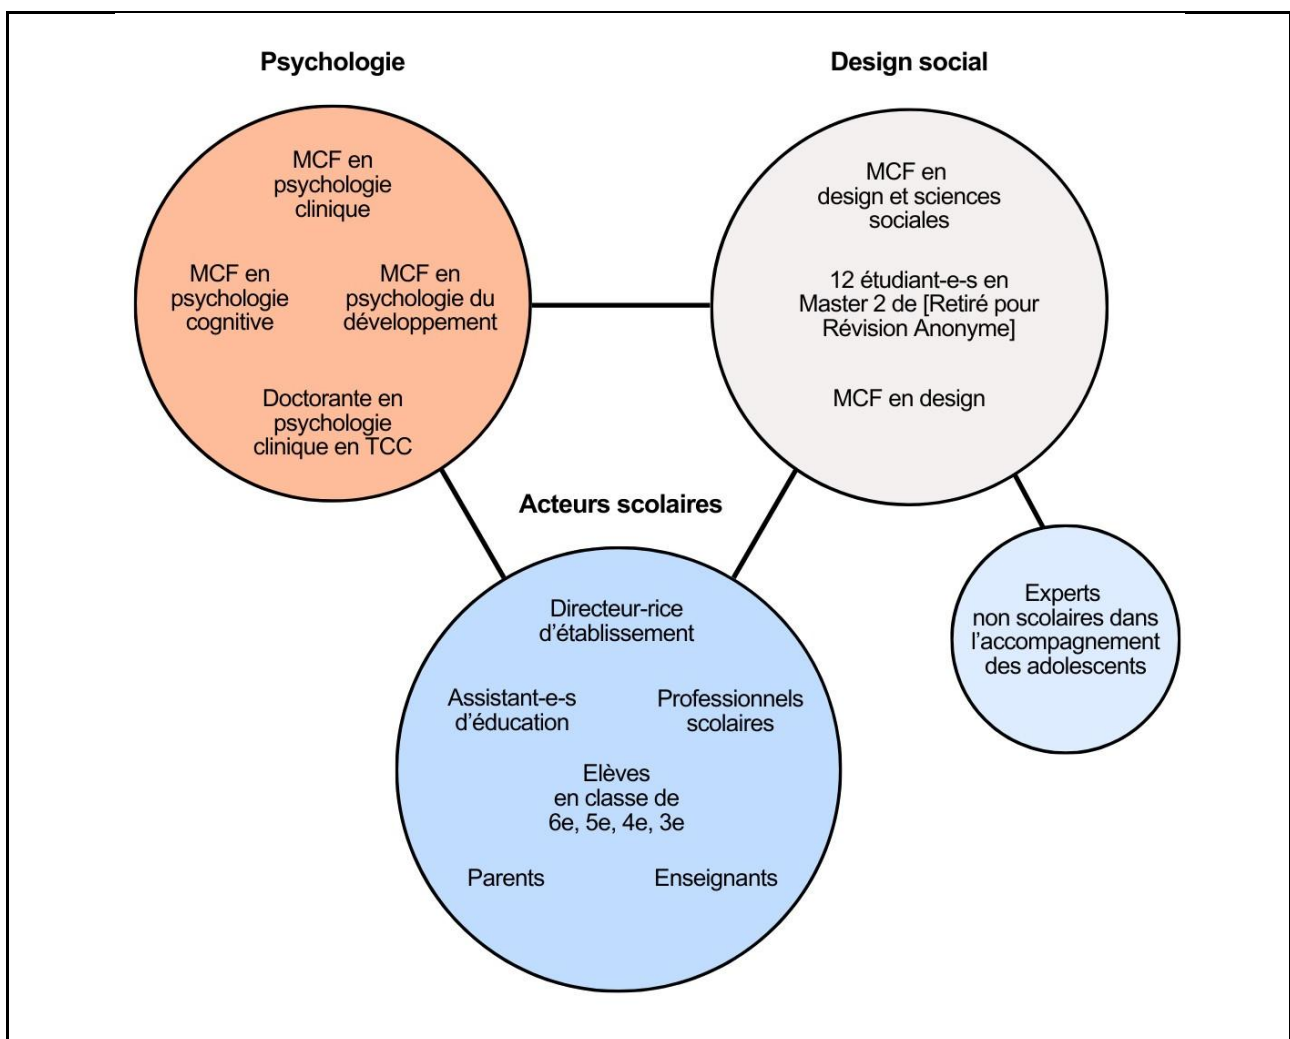 Psychologie
MCF en
psychologie
clinique
MCF en
psychologie
cognitive
MCF en
psychologie du
développement
Doctorante en
psychologie
clinique en TCC
Design social
MCF en
design et sciences
sociales
12 étudiant-e-s en
Master 2 de [Retiré pour
Révision Anonyme]
MCF en design
Acteurs scolaires
Directeur-rice
d’établissement
Assistant-e-s
d’éducation
Professionnels
scolaires
Elèves
en classe de
6e, 5e, 4e, 3e
Parents
Enseignants
Experts
non scolaires dans
l’accompagnement
des adolescents